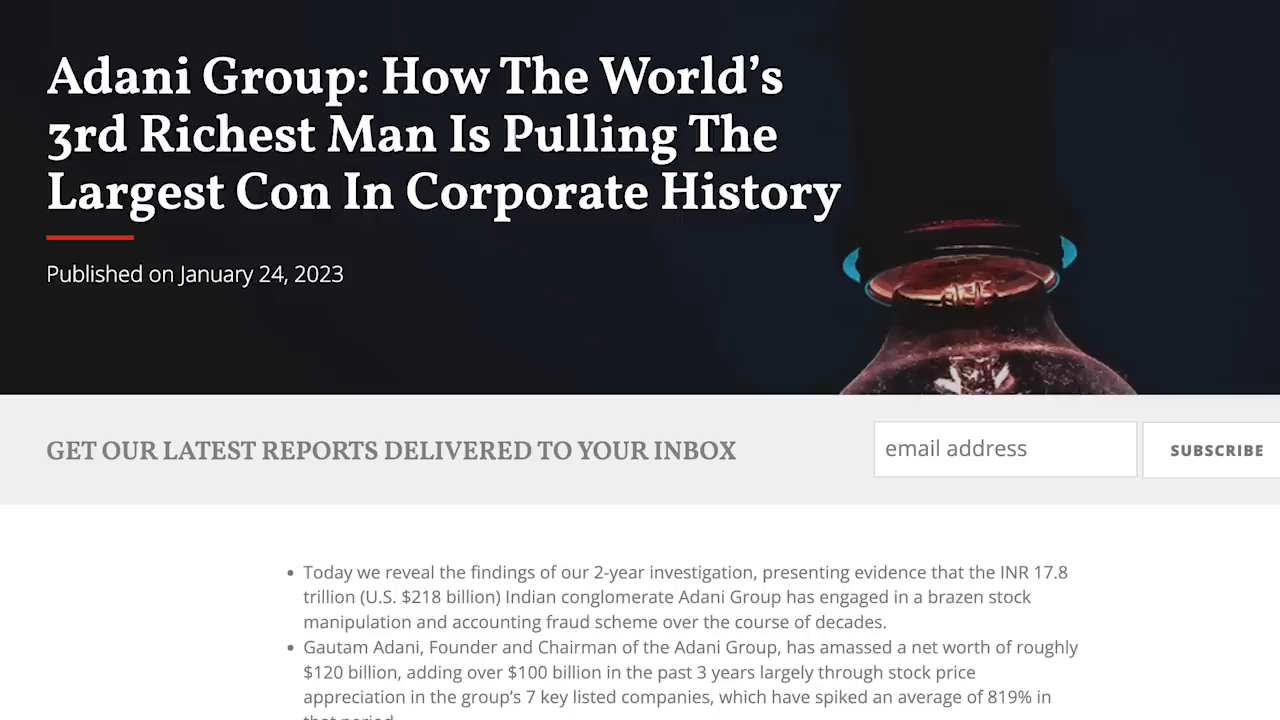 Adani Group: How The World’s
3rd Richest Man Is Pulling The
Largest Con In Corporate History
Published on January 24, 2023
GET OUR LATEST REPORTS DELIVERED TO YOUR INBOX
email address
SUBSCRIBE
• Today we reveal the findings of our 2-year investigation, presenting evidence that the INR 17.8
trillion (U.S. $218 billion) Indian conglomerate Adani Group has engaged in a brazen stock
manipulation and accounting fraud scheme over the course of decades.
• Gautam Adani, Founder and Chairman of the Adani Group, has amassed a net worth of roughly
$120 billion, adding over $100 billion in the past 3 years largely through stock price
appreciation in the group’s 7 key listed companies, which have spiked an average of 819% in